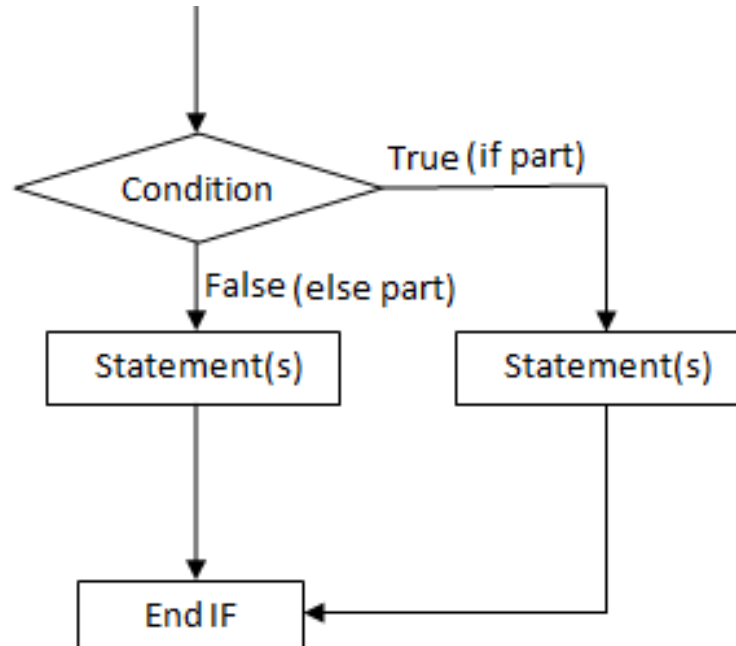 True (if part)
Condition
False (else part)
Statement(s)
Statement(s)
End IF